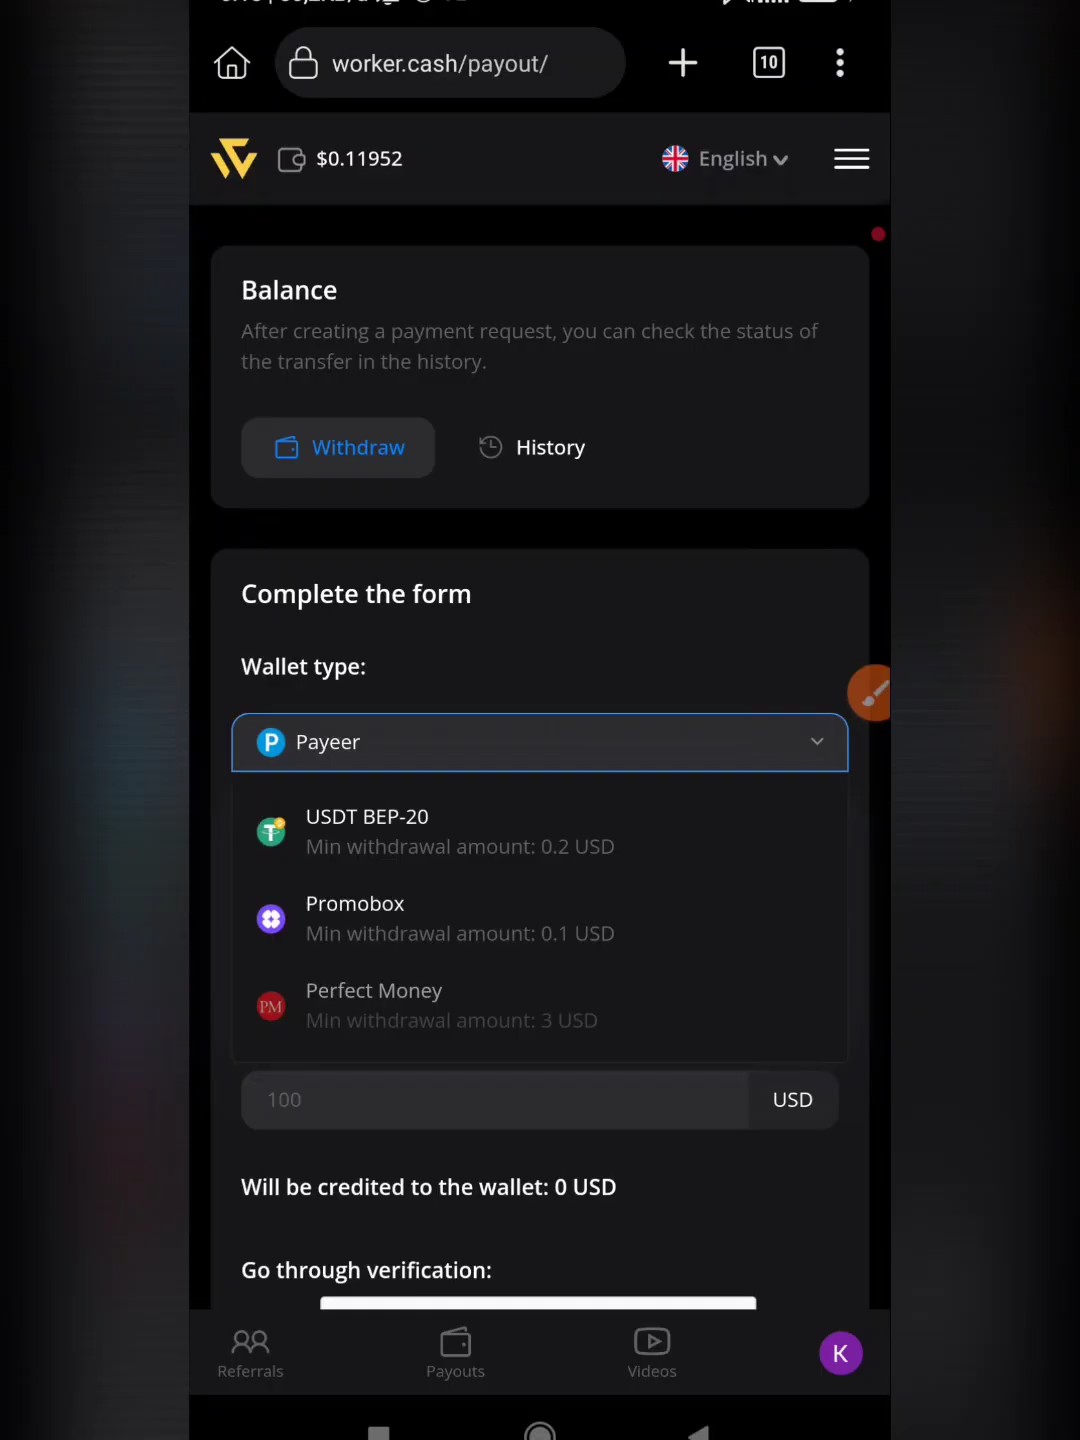 worker.cash/payout/
10
$0.11952
English
Balance
After creating a payment request, you can check the status of
the transfer in the history.
Withdraw
History
Complete the form
Wallet type:
P
Payeer
USDT BEP-20
Min withdrawal amount: 0.2 USD
Promobox
Min withdrawal amount: 0.1 USD
PM
Perfect Money
Min withdrawal amount: 3 USD
100
USD
Will be credited to the wallet: 0 USD
Go through verification:
Referrals
Payouts
Videos
K